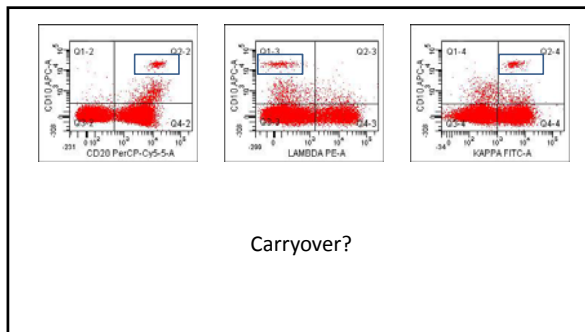 Q1-2 Q2-2
CD10 APC-A
Q4-2
CD20 PerCP-Cy5-5-A
Q1-3 Q2-3
CD10 APC-A
Q4-3
LAMBDA PE-A
Q1-4 Q2-4
CD10 APC-A
Q4-4
KAPPA FITC-A
Carryover?